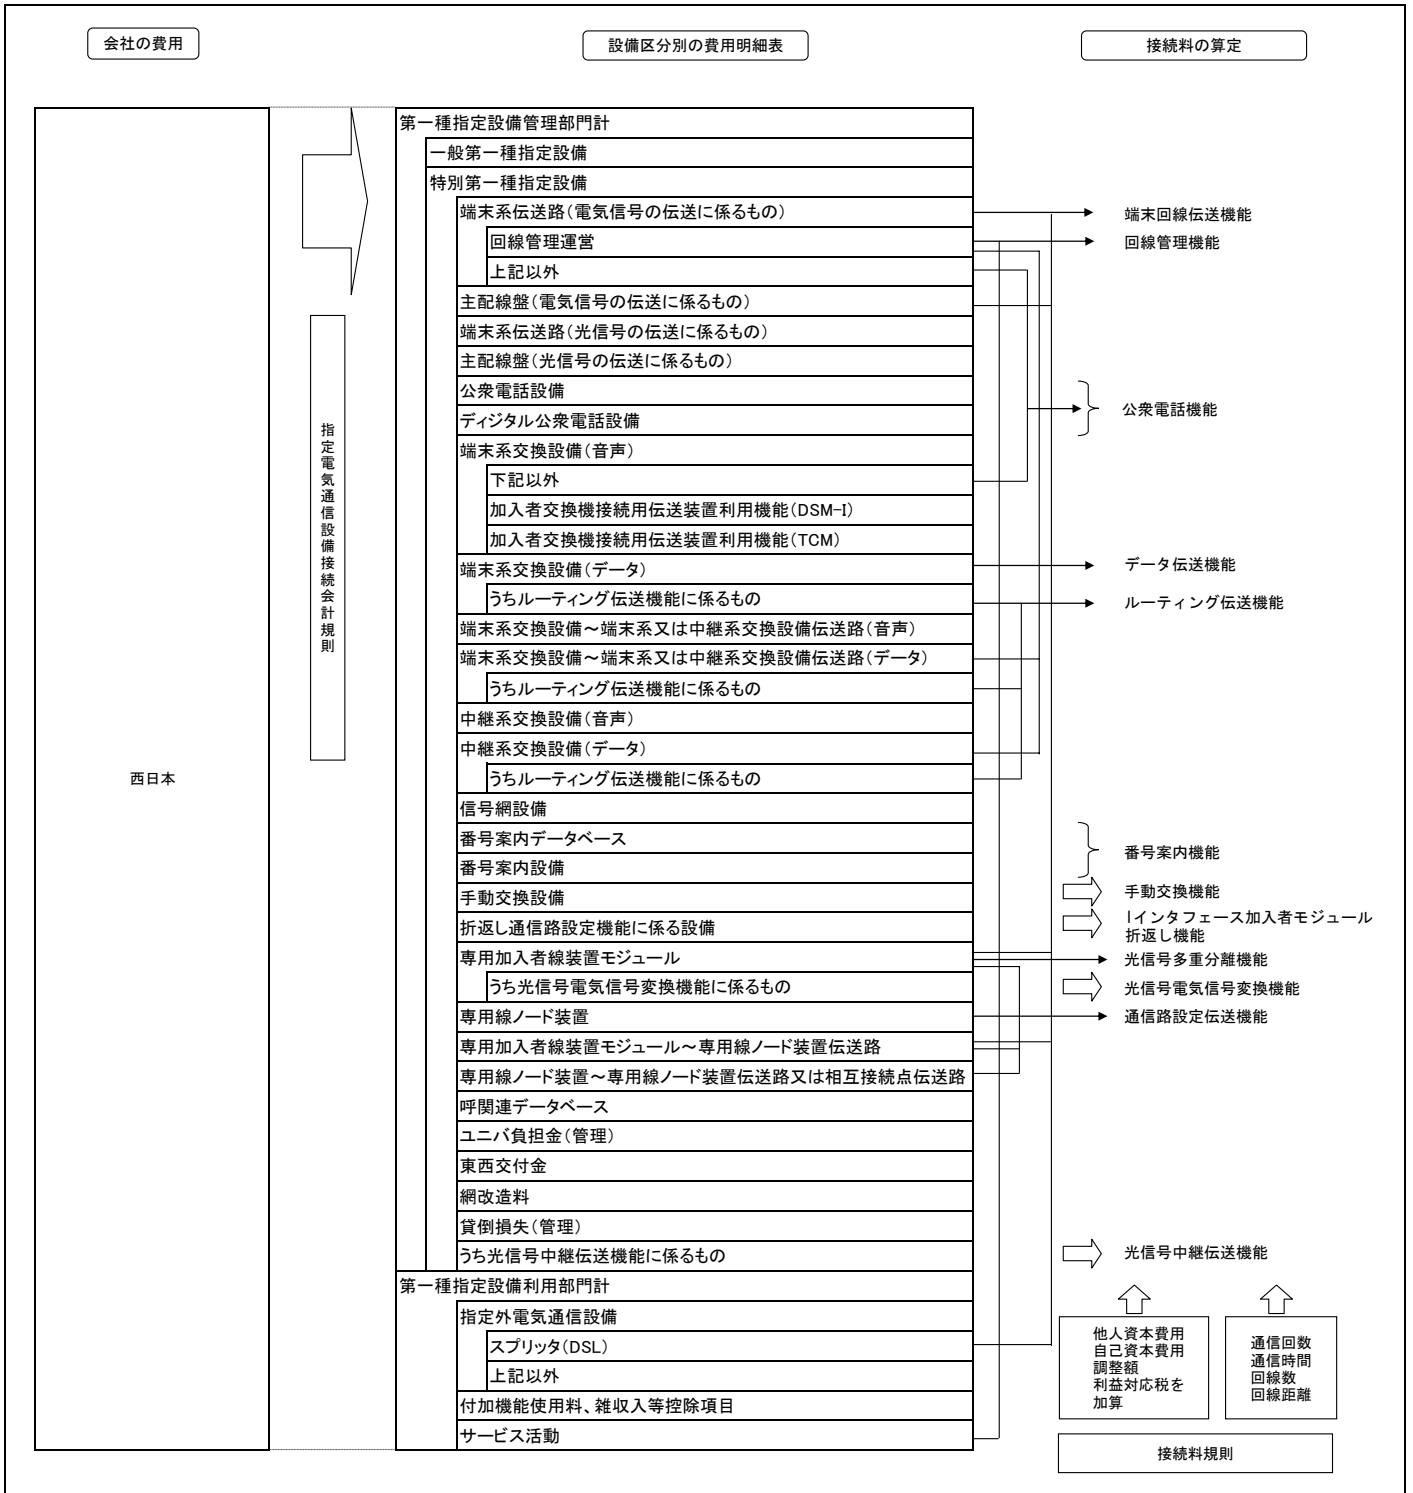 会社の費用
設備区分別の費用明細表
接続料の算定
西日本
指定電気通信設備接続会計規則
第一種指定設備管理部門計
一般第一種指定設備
特別第一種指定設備
端末系伝送路（電気信号の伝送に係るもの）
回線管理運営
上記以外
主配線盤（電気信号の伝送に係るもの）
端末系伝送路（光信号の伝送に係るもの）
主配線盤（光信号の伝送に係るもの）
公衆電話設備
ディジタル公衆電話設備
端末系交換設備（音声）
下記以外
加入者交換機接続用伝送装置利用機能（DSM-I）
加入者交換機接続用伝送装置利用機能（TCM）
端末系交換設備（データ）
うちルーティング伝送機能に係るもの
端末系交換設備～端末系又は中継系交換設備伝送路（音声）
端末系交換設備～端末系又は中継系交換設備伝送路（データ）
うちルーティング伝送機能に係るもの
中継系交換設備（音声）
中継系交換設備（データ）
うちルーティング伝送機能に係るもの
信号網設備
番号案内データベース
番号案内設備
手動交換設備
折返し通信路設定機能に係る設備
専用加入者線装置モジュール
うち光信号電気信号変換機能に係るもの
専用線ノード装置
専用加入者線装置モジュール～専用線ノード装置伝送路
専用線ノード装置～専用線ノード装置伝送路又は相互接続点伝送路
呼関連データベース
ユニバ負担金（管理）
東西交付金
網改造料
貸倒損失（管理）
うち光信号中継伝送機能に係るもの
第一種指定設備利用部門計
指定外電気通信設備
スプリッタ（DSL）
上記以外
付加機能使用料、雑収入等控除項目
サービス活動
端末回線伝送機能
回線管理機能
公衆電話機能
データ伝送機能
ルーティング伝送機能
番号案内機能
手動交換機能
Iインタフェース加入者モジュール
折返し機能
光信号多重分離機能
光信号電気信号変換機能
通信路設定伝送機能
光信号中継伝送機能
他人資本費用
自己資本費用
調整額
利益対応税を
加算
通信回数
通信時間
回線数
回線距離
接続料規則